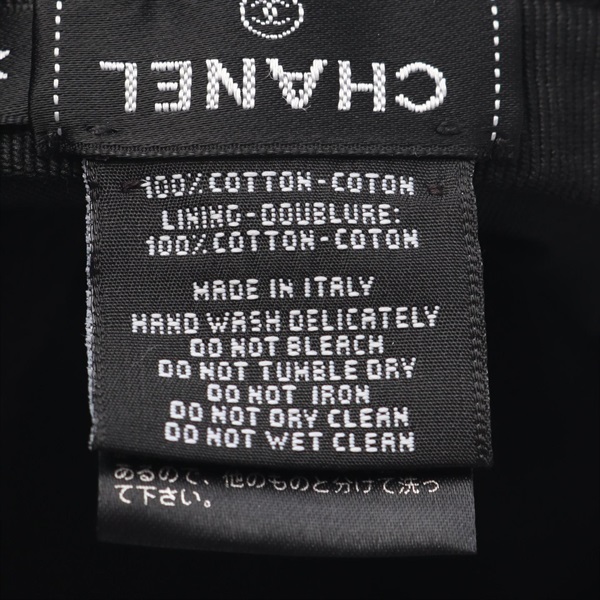 CHANEL
100% COTTON - COTON
LINING - DOUBLURE:
100% COTTON - COTON
MADE IN ITALY
HAND WASH DELICATELY
DO NOT BLEACH
DO NOT TUMBLE DRY
DO NOT IRON
DO NOT DRY CLEAN
DO NOT WET CLEAN
あるので、他のものと分けて洗っ
て下さい。